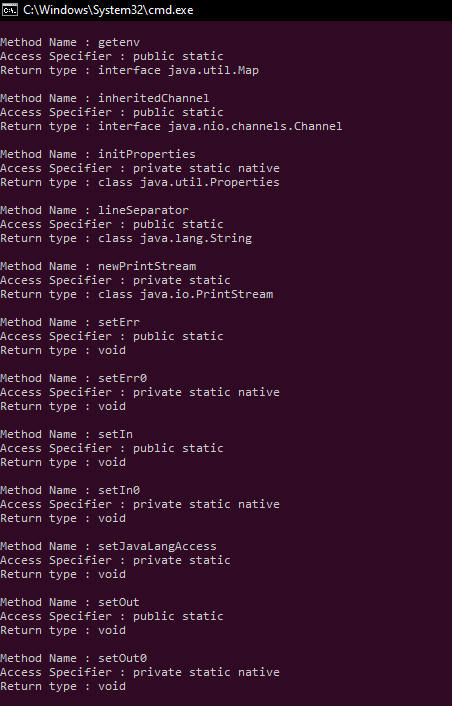 C:\Windows\System32\cmd.exe
Method Name : getenv
Access Specifier : public static
Return type : interface java.util.Map
Method Name : inheritedChannel
Access Specifier : public static
Return type : interface java.nio.channels.Channel
Method Name : initProperties
Access Specifier : private static native
Return type : class java.util.Properties
Method Name : lineSeparator
Access Specifier : public static
Return type : class java.lang.String
Method Name : newPrintStream
Access Specifier : private static
Return type : class java.io.PrintStream
Method Name : setErr
Access Specifier : public static
Return type : void
Method Name : setErr0
Access Specifier : private static native
Return type : void
Method Name : setIn
Access Specifier : public static
Return type : void
Method Name : setIn0
Access Specifier : private static native
Return type : void
Method Name : setJavaLangAccess
Access Specifier : private static
Return type : void
Method Name : setOut
Access Specifier : public static
Return type : void
Method Name : setOut0
Access Specifier : private static native
Return type : void